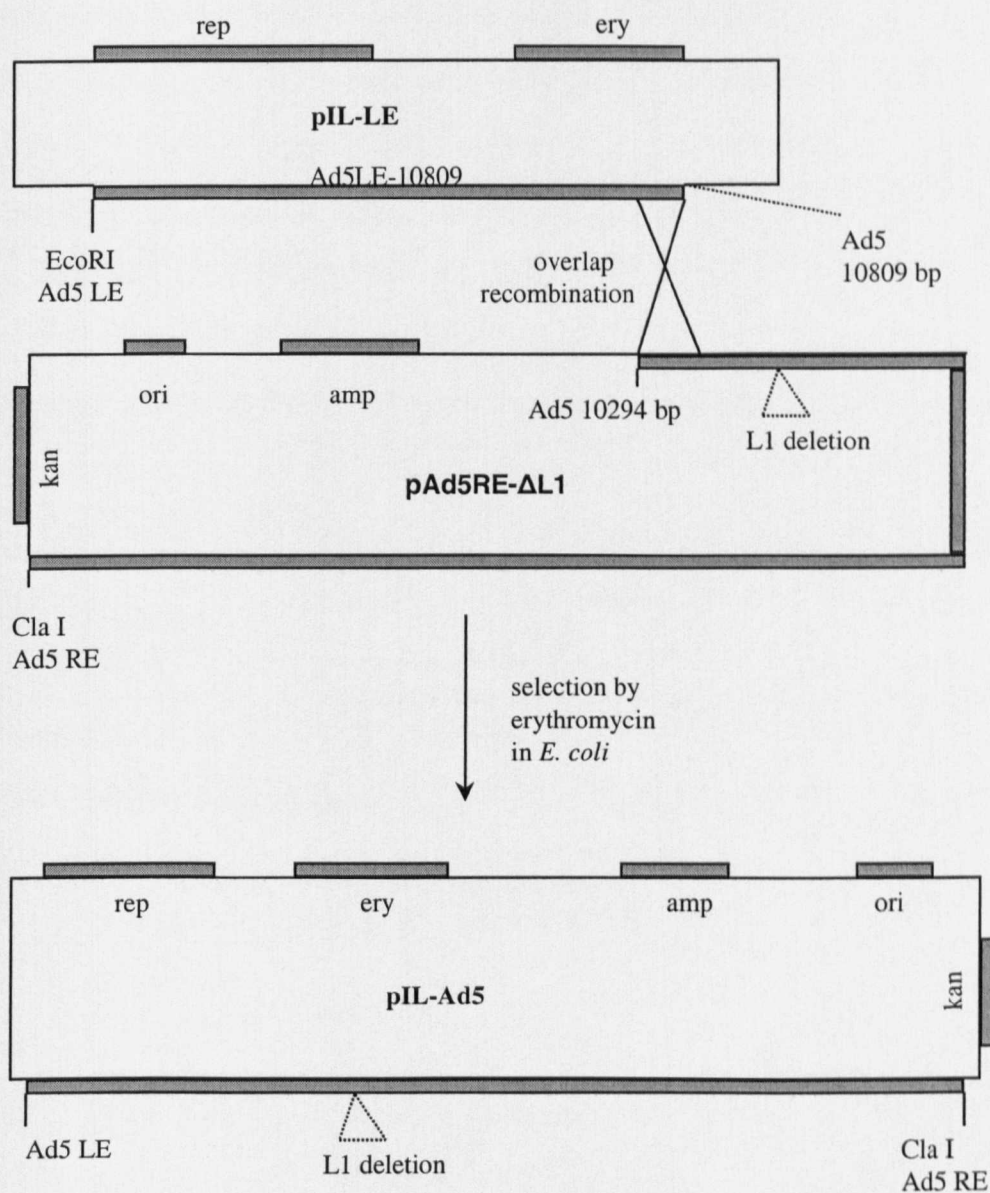 rep
ery
pIL-LE
Ad5LE-10809
EcoRI
Ad5 LE
overlap
recombination
Ad5
10809 bp
ori
amp
Ad5 10294 bp
L1 deletion
kan
pAd5RE-ΔL1
Cla I
Ad5 RE
selection by
erythromycin
in E. coli
rep
ery
amp
ori
kan
pIL-Ad5
Ad5 LE
L1 deletion
Cla I
Ad5 RE